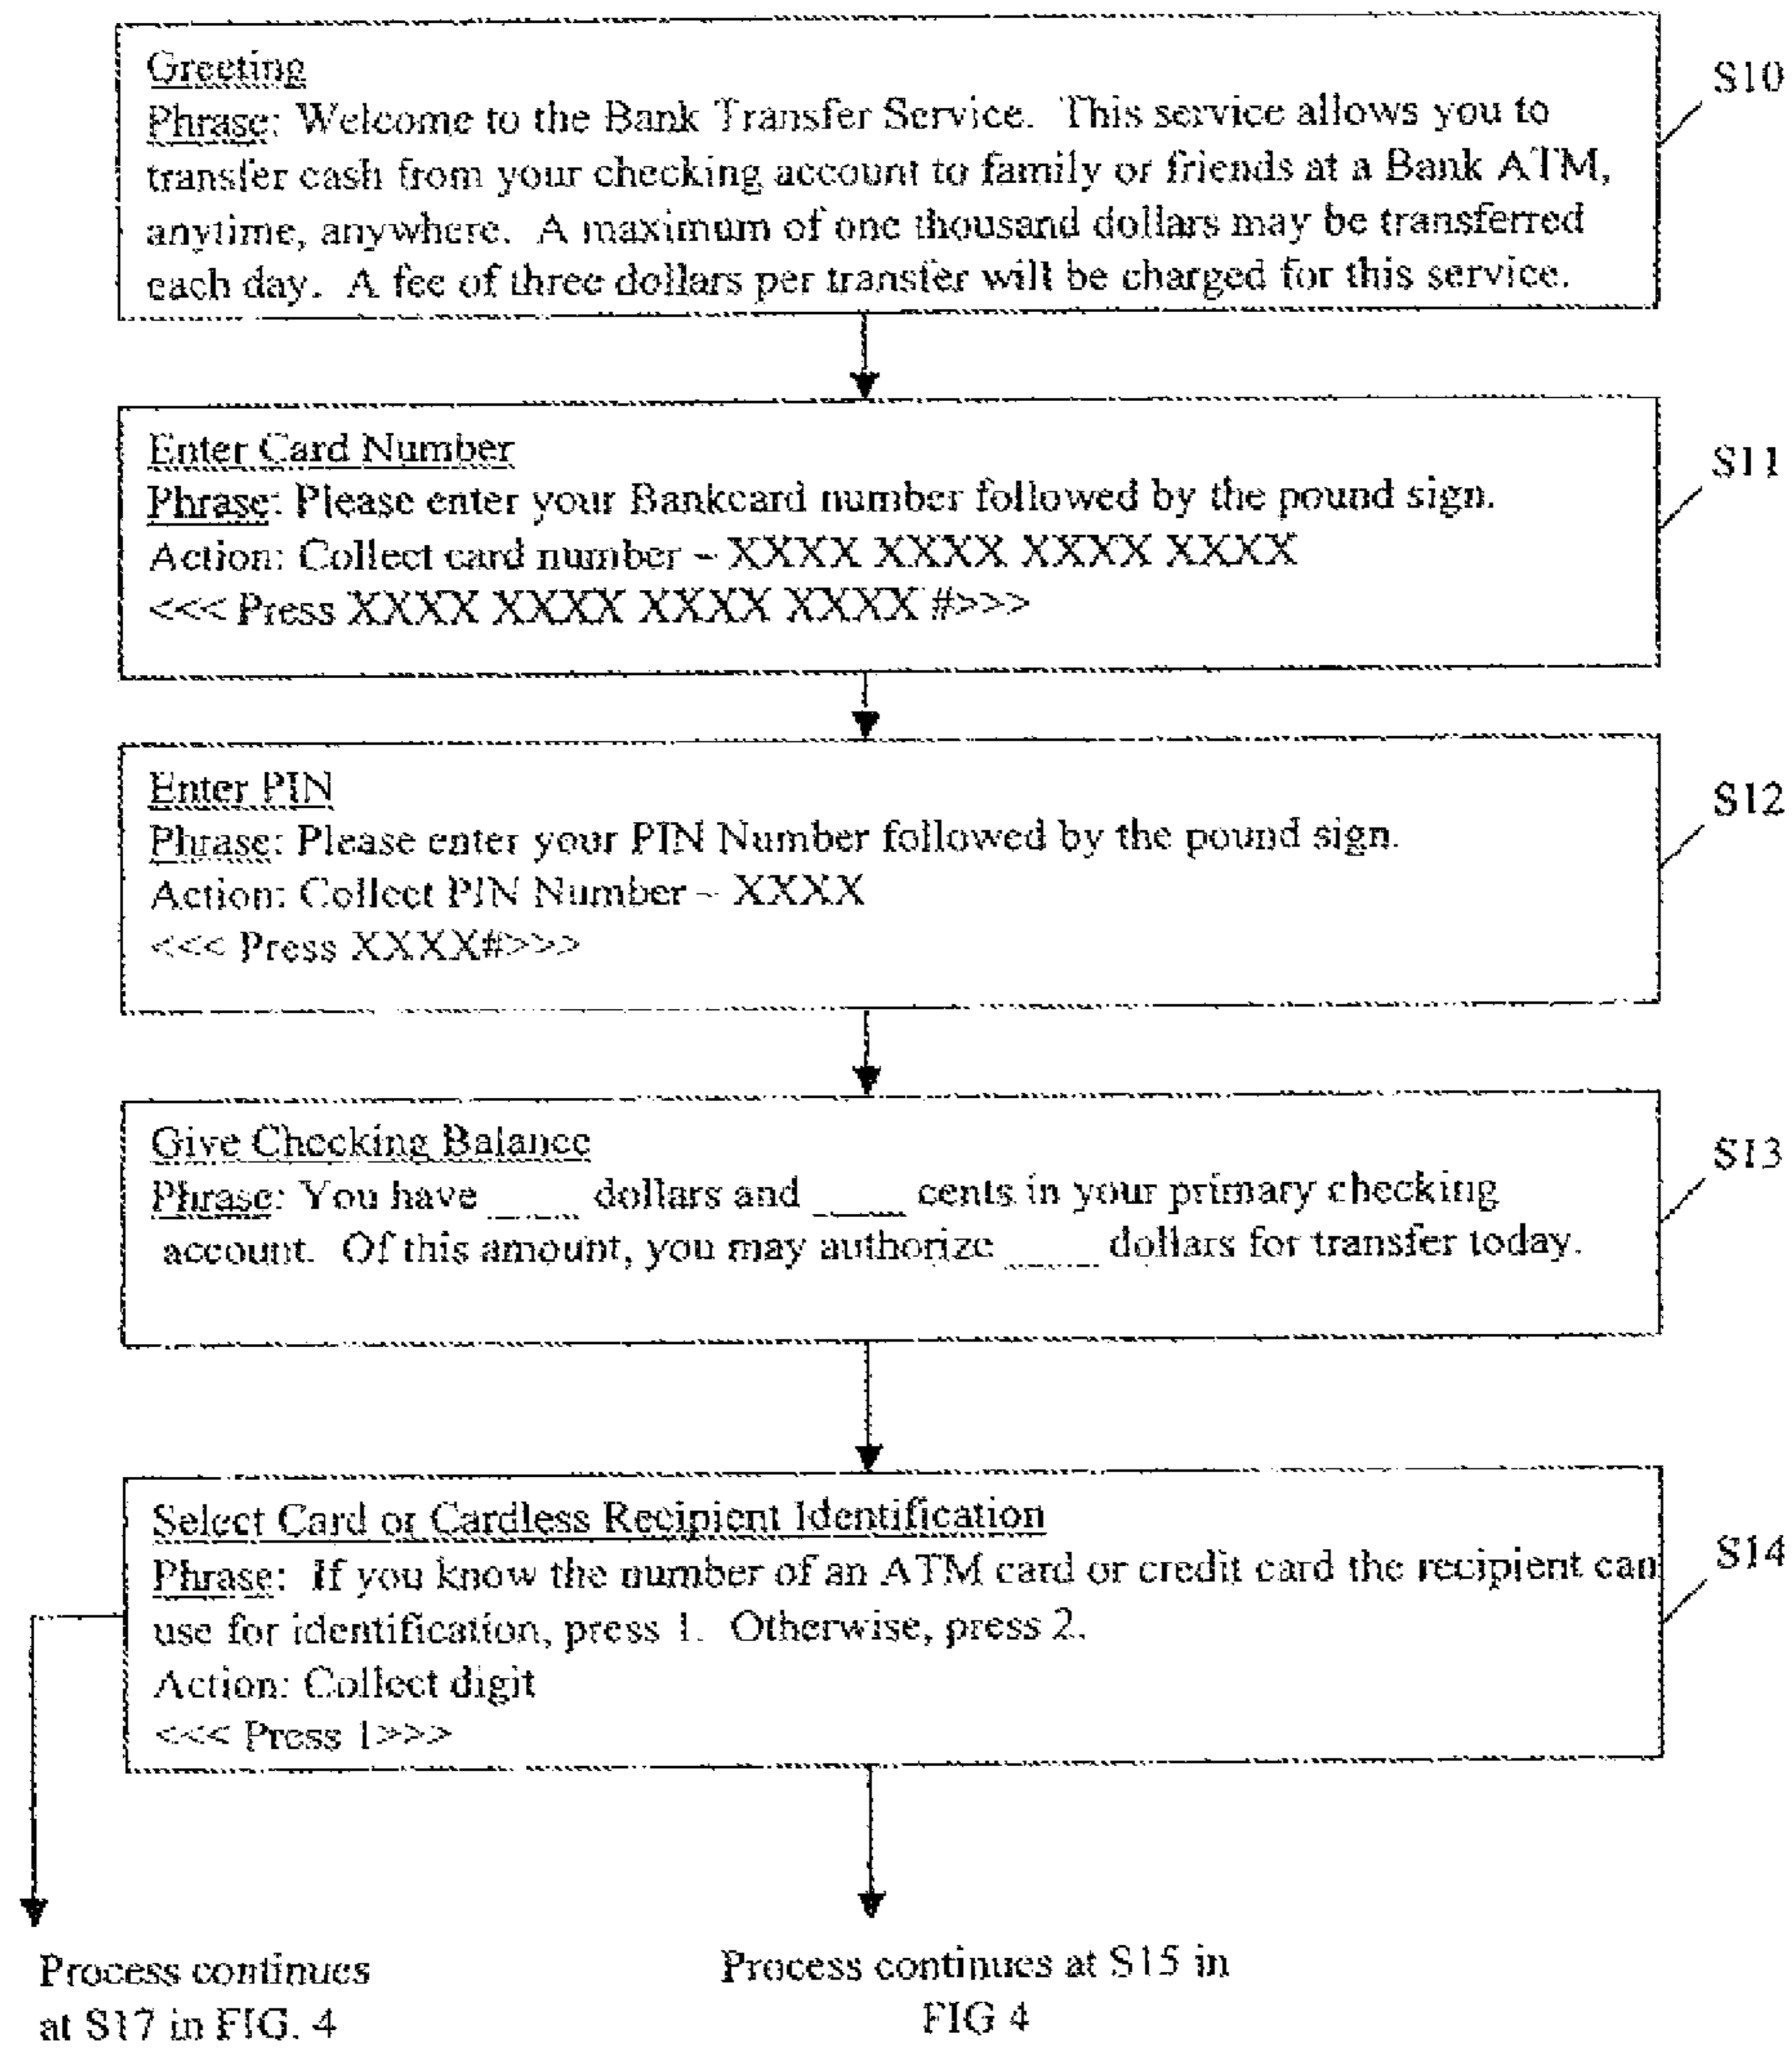 Greeting
S10
Phrase: Welcome to the Bank Transfer Service. This service allows you to
transfer cash from your checking account to family or friends at a Bank ATM,
anytime, anywhere. A maximum of one thousand dollars may be transferred
each day. A fee of three dollars per transfer will be charged for this service.
Enter Card Number
S11
Phrase: Please enter your Bankcard number followed by the pound sign.
Action: Collect card number – XXXX XXXX XXXX XXXX
<<< Press XXXX XXXX XXXX XXXX #>>>
Enter PIN
S12
Phrase: Please enter your PIN Number followed by the pound sign.
Action: Collect PIN Number – XXXX
<<< Press XXXX#>>>
Give Checking Balance
S13
Phrase: You have ____ dollars and ____ cents in your primary checking
account. Of this amount, you may authorize ____ dollars for transfer today.
Select Card or Cardless Recipient Identification
S14
Phrase: If you know the number of an ATM card or credit card the recipient can
use for identification, press 1. Otherwise, press 2.
Action: Collect digit
<<< Press 1>>>
Process continues
at S17 in FIG. 4
Process continues at S15 in
FIG 4